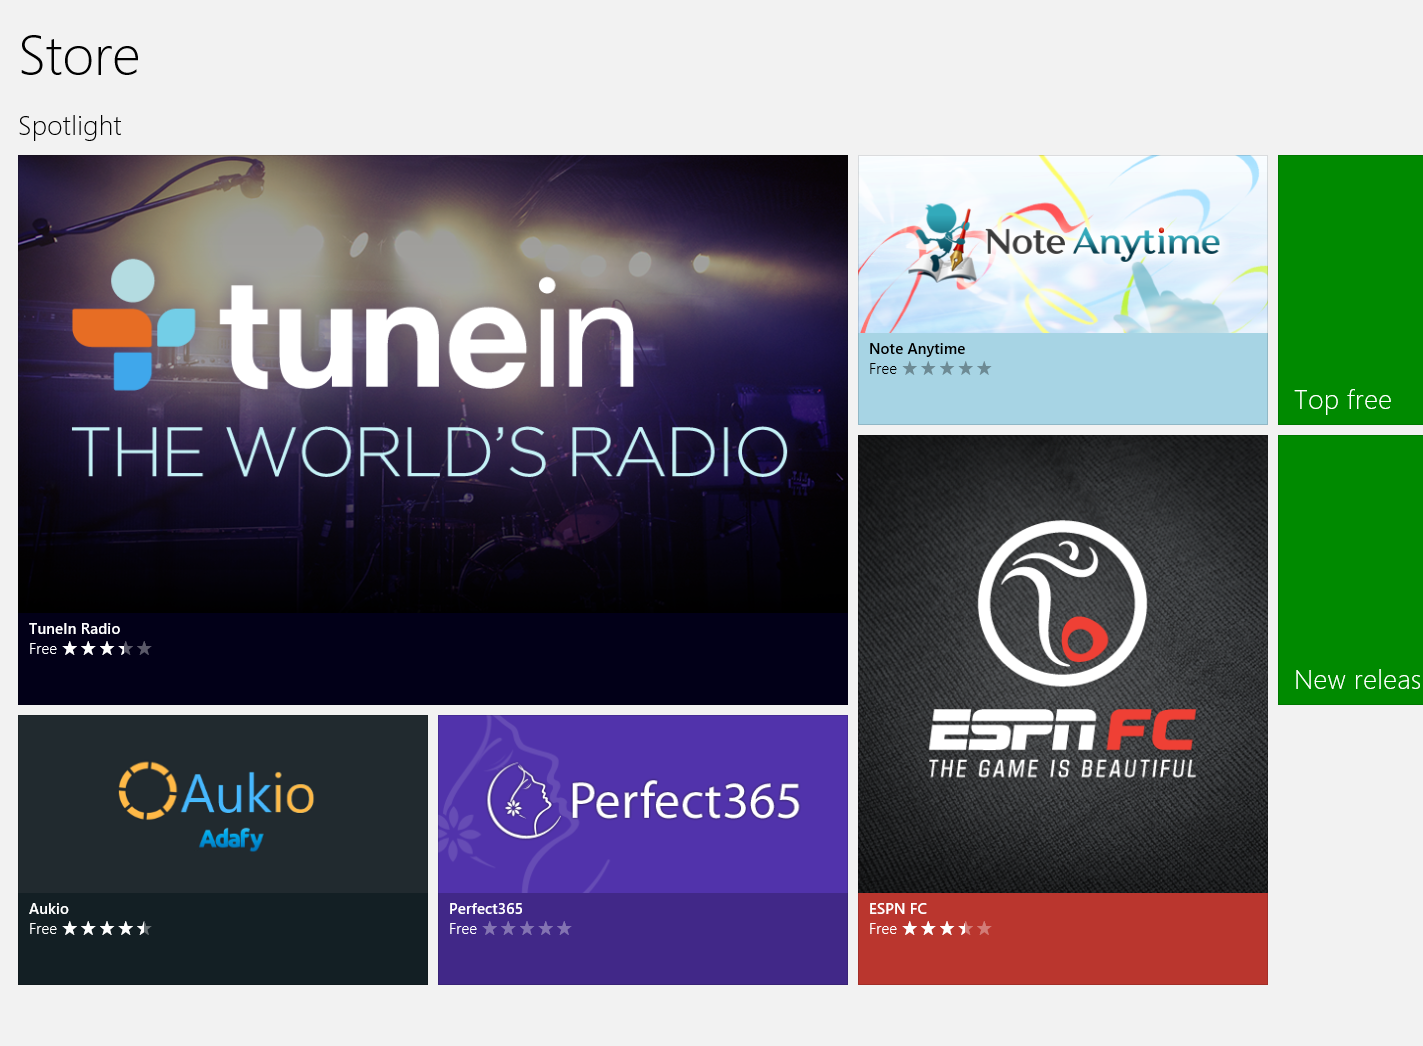 Store
Spotlight
tunein
THE WORLD'S RADIO
TuneIn Radio
Free
Note Anytime
Note Anytime
Free
Top free
ESPN FC
THE GAME IS BEAUTIFUL
ESPN FC
Free
New releas
Aukio
Adafy
Aukio
Free
Perfect365
Perfect365
Free